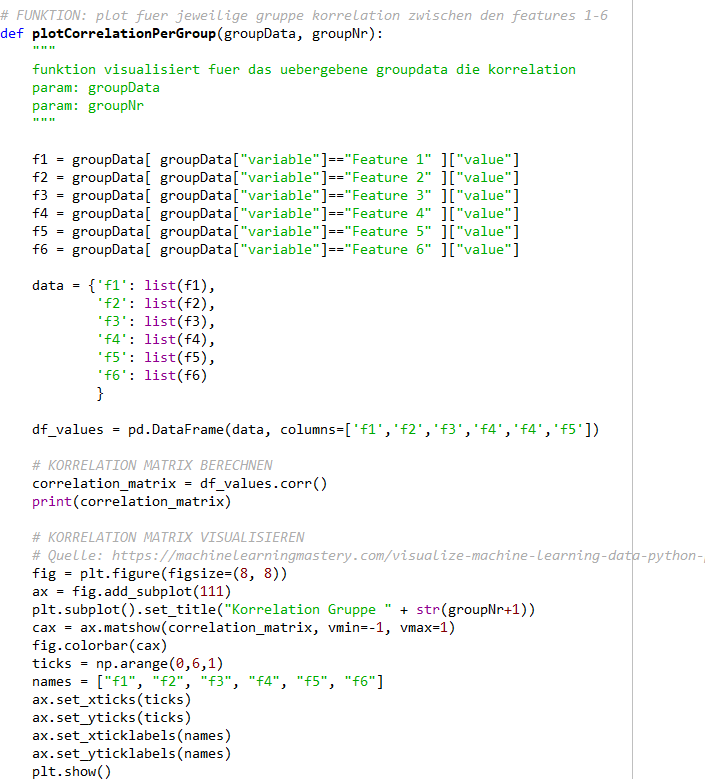 # FUNKTION: plot fuer jeweilige gruppe korrelation zwischen den features 1-6
def plotCorrelationPerGroup(groupData, groupNr):
    """
    funktion visualisiert fuer das uebergebene groupdata die korrelation
    param: groupData
    param: groupNr
    """
    f1 = groupData[ groupData["variable"]=="Feature 1" ]["value"]
    f2 = groupData[ groupData["variable"]=="Feature 2" ]["value"]
    f3 = groupData[ groupData["variable"]=="Feature 3" ]["value"]
    f4 = groupData[ groupData["variable"]=="Feature 4" ]["value"]
    f5 = groupData[ groupData["variable"]=="Feature 5" ]["value"]
    f6 = groupData[ groupData["variable"]=="Feature 6" ]["value"]
    data = {'f1': list(f1),
            'f2': list(f2),
            'f3': list(f3),
            'f4': list(f4),
            'f5': list(f5),
            'f6': list(f6)
            }
    df_values = pd.DataFrame(data, columns=['f1','f2','f3','f4','f4','f5'])
    # KORRELATION MATRIX BERECHNEN
    correlation_matrix = df_values.corr()
    print(correlation_matrix)
    # KORRELATION MATRIX VISUALISIEREN
    # Quelle: https://machinelearningmastery.com/visualize-machine-learning-data-python-
    fig = plt.figure(figsize=(8, 8))
    ax = fig.add_subplot(111)
    plt.subplot().set_title("Korrelation Gruppe " + str(groupNr+1))
    cax = ax.matshow(correlation_matrix, vmin=-1, vmax=1)
    fig.colorbar(cax)
    ticks = np.arange(0,6,1)
    names = ["f1", "f2", "f3", "f4", "f5", "f6"]
    ax.set_xticks(ticks)
    ax.set_yticks(ticks)
    ax.set_xticklabels(names)
    ax.set_yticklabels(names)
    plt.show()